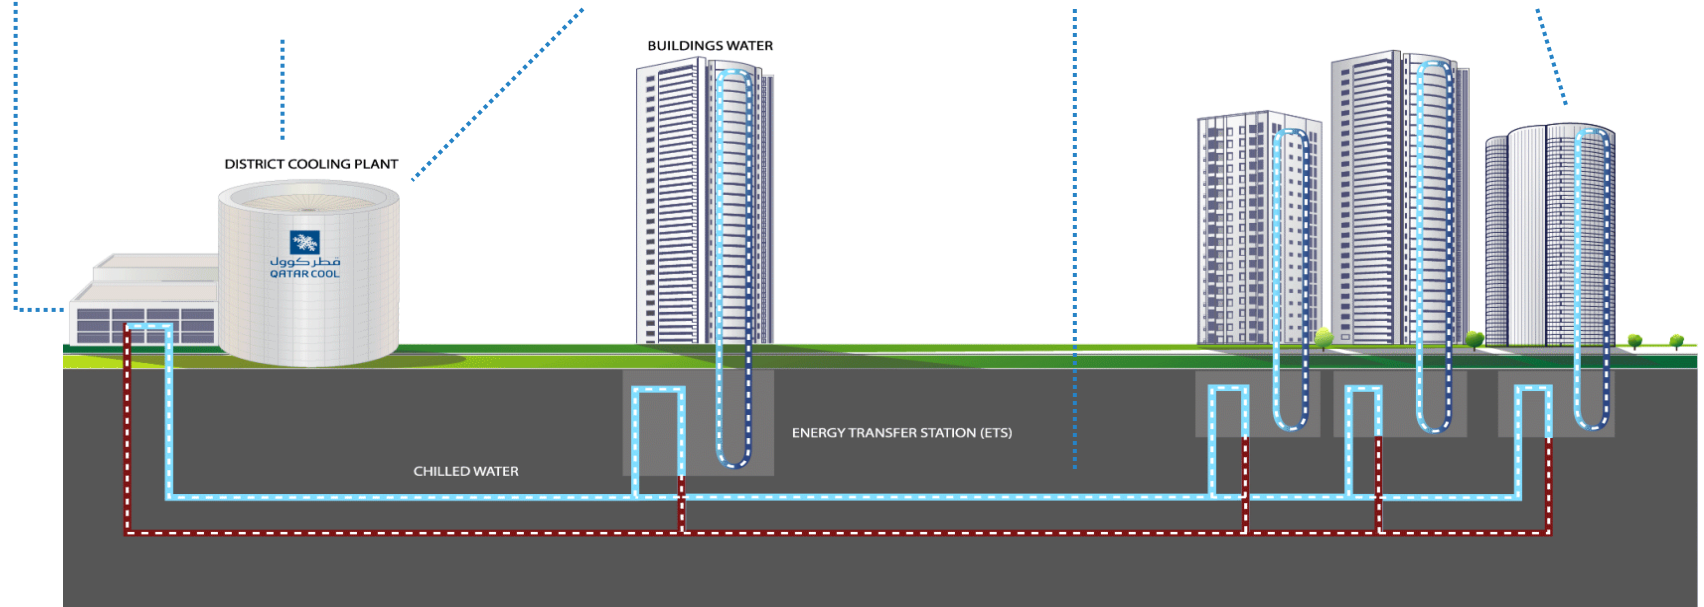 BUILDINGS WATER
DISTRICT COOLING PLANT
قطر كوول
QATAR COOL
ENERGY TRANSFER STATION (ETS)
CHILLED WATER